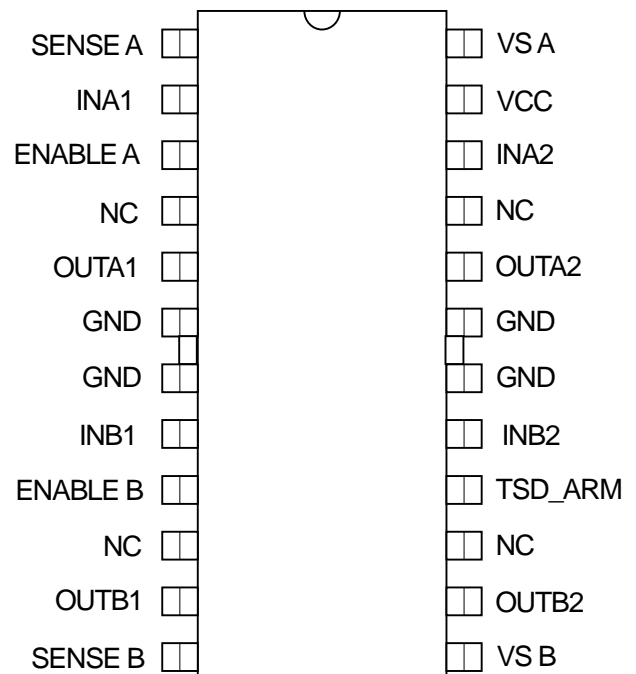 SENSE A VS A
INA1 VCC
ENABLE A INA2
NC NC
OUTA1 OUTA2
GND GND
GND GND
INB1 INB2
ENABLE B TSD_ARM
NC NC
OUTB1 OUTB2
SENSE B VS B